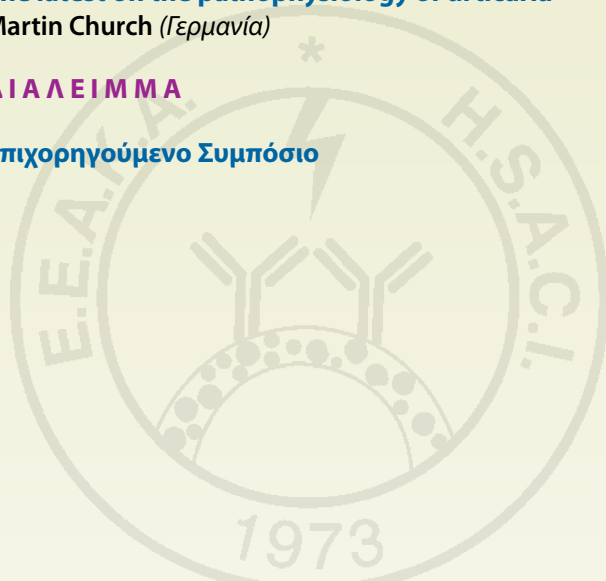 Martin Church (Γερμανία)
ΔΙΑΛΕΙΜΜΑ
πιχορηγούμενο Συμπόσιο
*
Ε.Ε.Α.Κ.Α. H.S.A.C.I.
1973